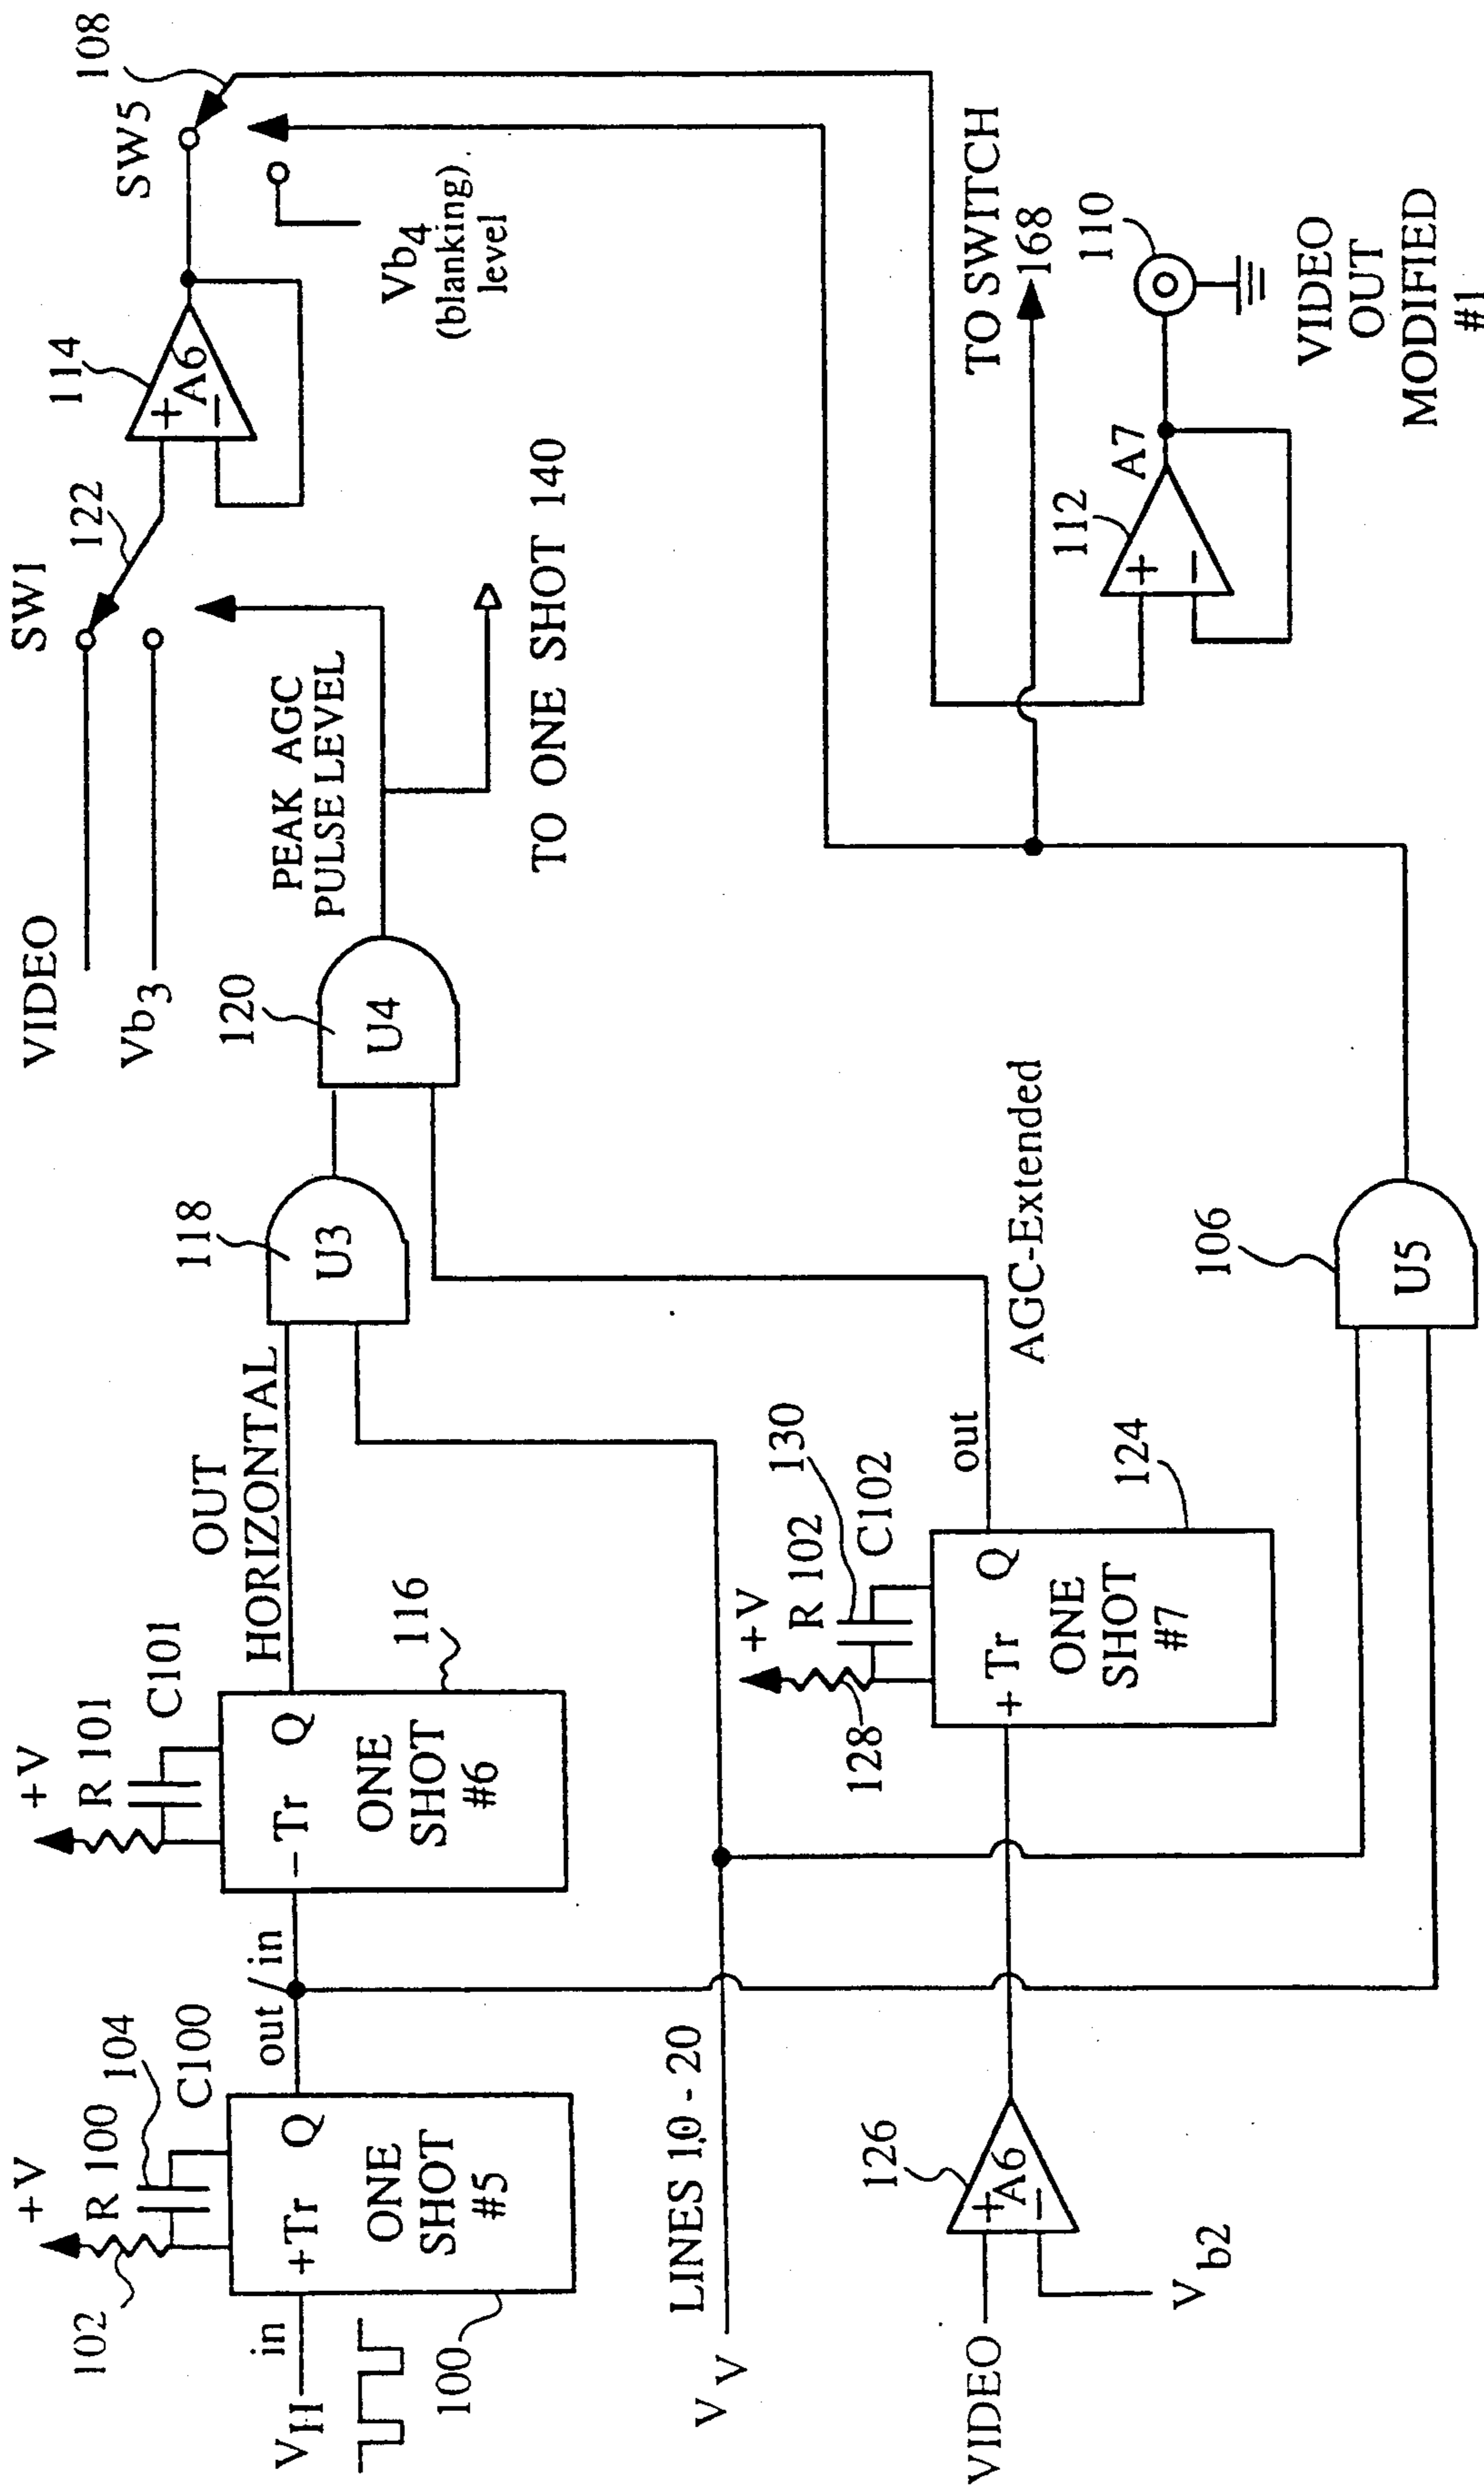 +V
R 100
104
C100
102
in
V_H
+Tr Q
ONE
SHOT
#5
100
out / in
+V
R 101
C101
− Tr Q
ONE
SHOT
#6
116
OUT
HORIZONTAL
118
U3
120
U4
VIDEO
Vb3
SW1
122
PEAK AGC
PULSE LEVEL
TO ONE SHOT 140
114
+
A6
−
SW5
108
Vb4
(blanking)
level
V_V
LINES 10 - 20
+V
R 102
130
C102
128
+ Tr Q
ONE
SHOT
#7
124
out
AGC-Extended
VIDEO
V b2
126
+
A6
−
106
U5
TO SWITCH
168
112
+
−
A7
110
VIDEO
OUT
MODIFIED
#1